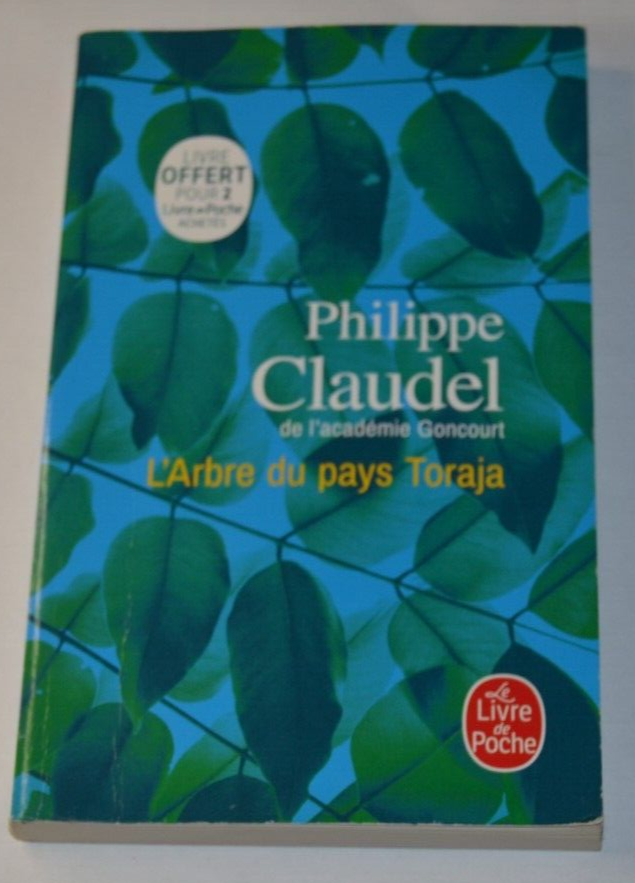 LIVRE
OFFERT
POUR 2
Livre de Poche
ACHETÉS
Philippe
Claudel
de l'académie Goncourt
L'Arbre du pays Toraja
Le
Livre
de
Poche